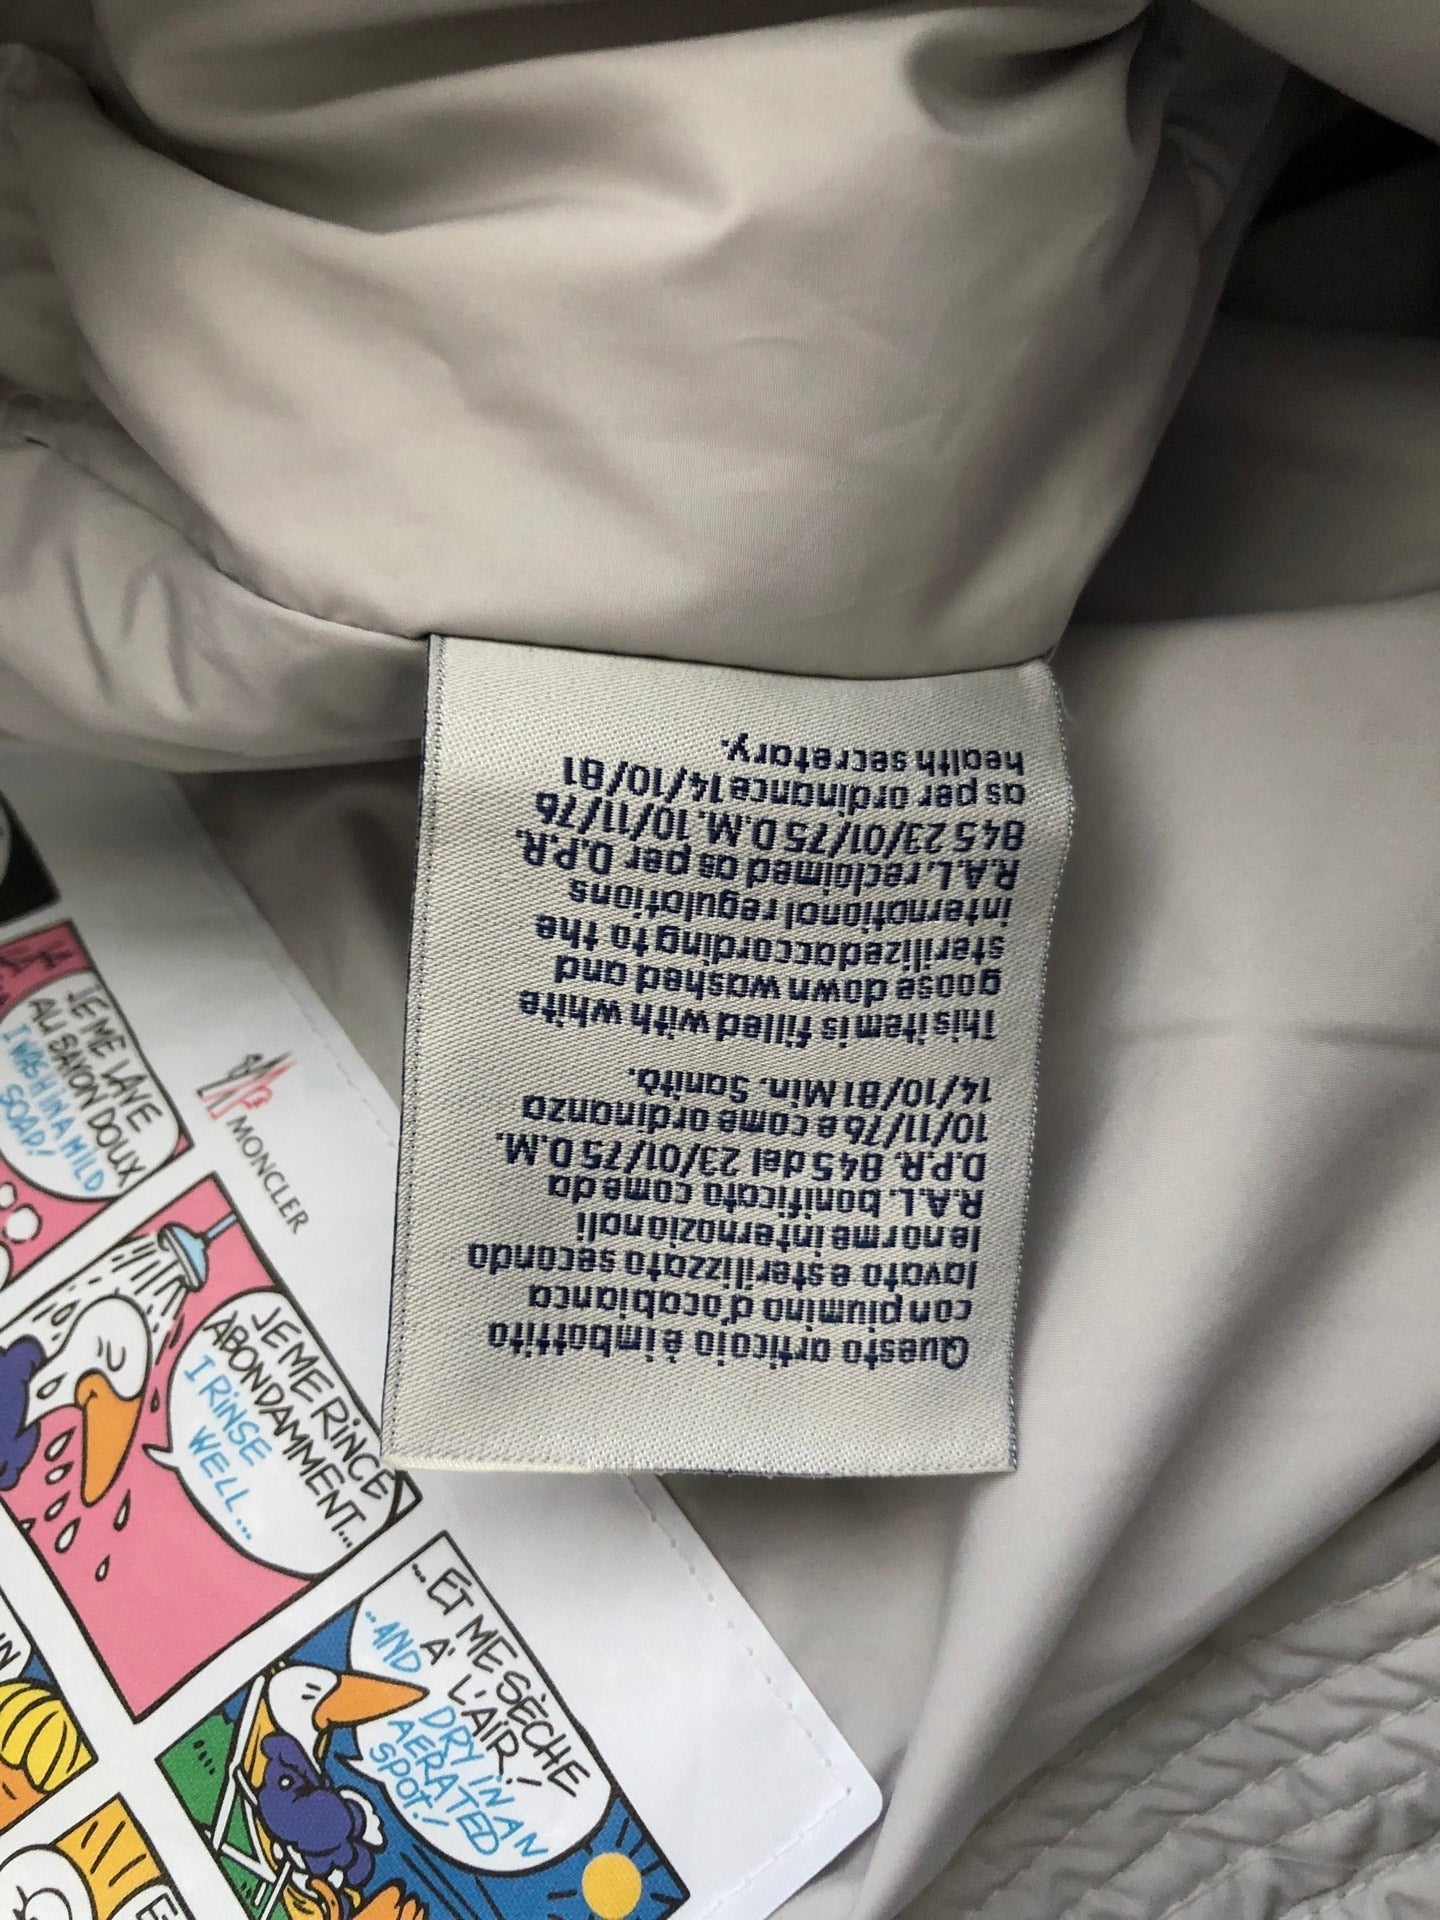 Questo articolo è imbottito
con piumino d'oca bianca
lavato e sterilizzato secondo
le norme internazionali
R.A.L. bonificato come da
D.P.R. 845 del 23/01/75 D.M.
10/11/76 e come ordinanza
14/10/81 Min. Sanità.
This item is filled with white
goose down washed and
sterilized according to the
international regulations
R.A.L. reclaimed as per D.P.R.
845 23/01/75 D.M. 10/11/76
as per ordinance 14/10/81
health secretary.
MONCLER
JE ME LAVE
AU SAVON DOUX
I WASH IN A MILD
SOAP!
JE ME RINCE
ABONDAMMENT...
I RINSE
WELL...
...ET ME SÈCHE
À L'AIR!
...AND DRY IN AN
AERATED
SPOT!